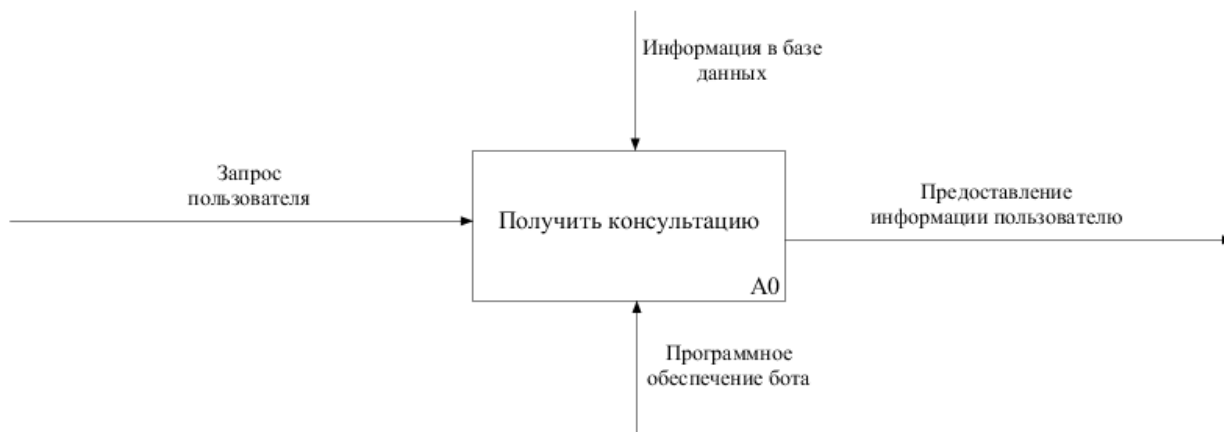 Информация в базе
данных
Запрос
пользователя
Получить консультацию
Предоставление
информации пользователю
A0
Программное
обеспечение бота